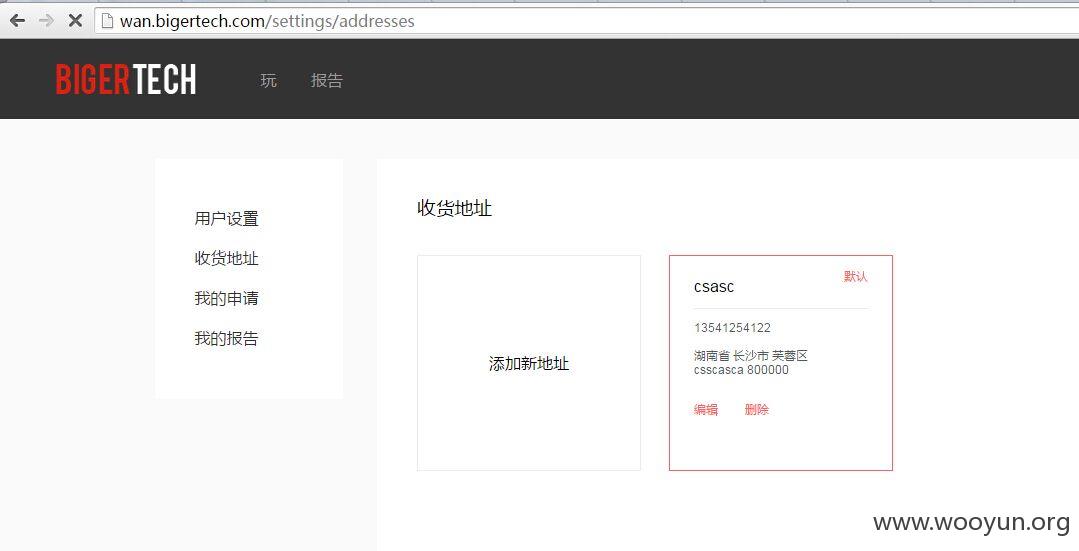 wan.bigertech.com/settings/addresses
BIGERTECH 玩 报告
用户设置
收货地址
我的申请
我的报告
收货地址
添加新地址
默认
csasc
13541254122
湖南省 长沙市 芙蓉区
csscasca 800000
编辑 删除
www.wooyun.org